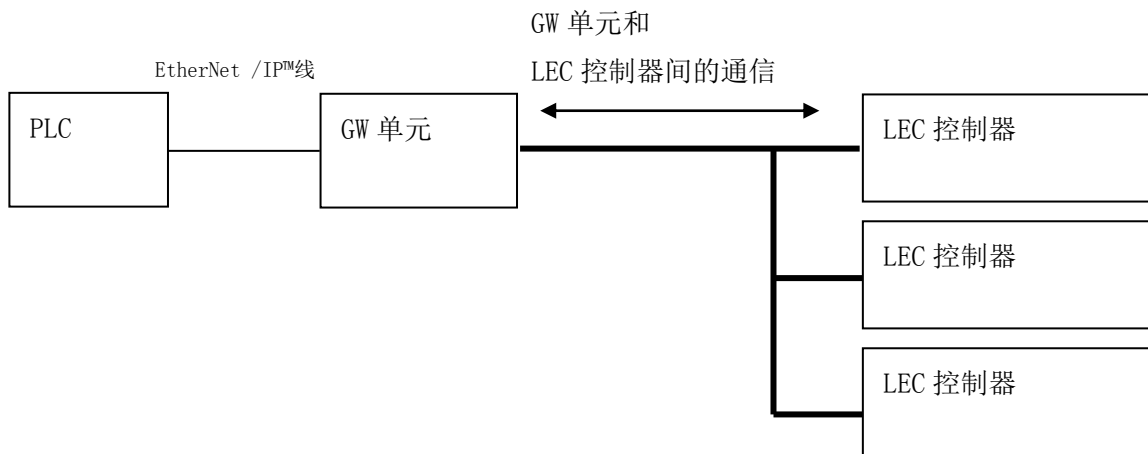 GW 单元和
LEC 控制器间的通信
EtherNet /IP™线
PLC
GW 单元
LEC 控制器
LEC 控制器
LEC 控制器